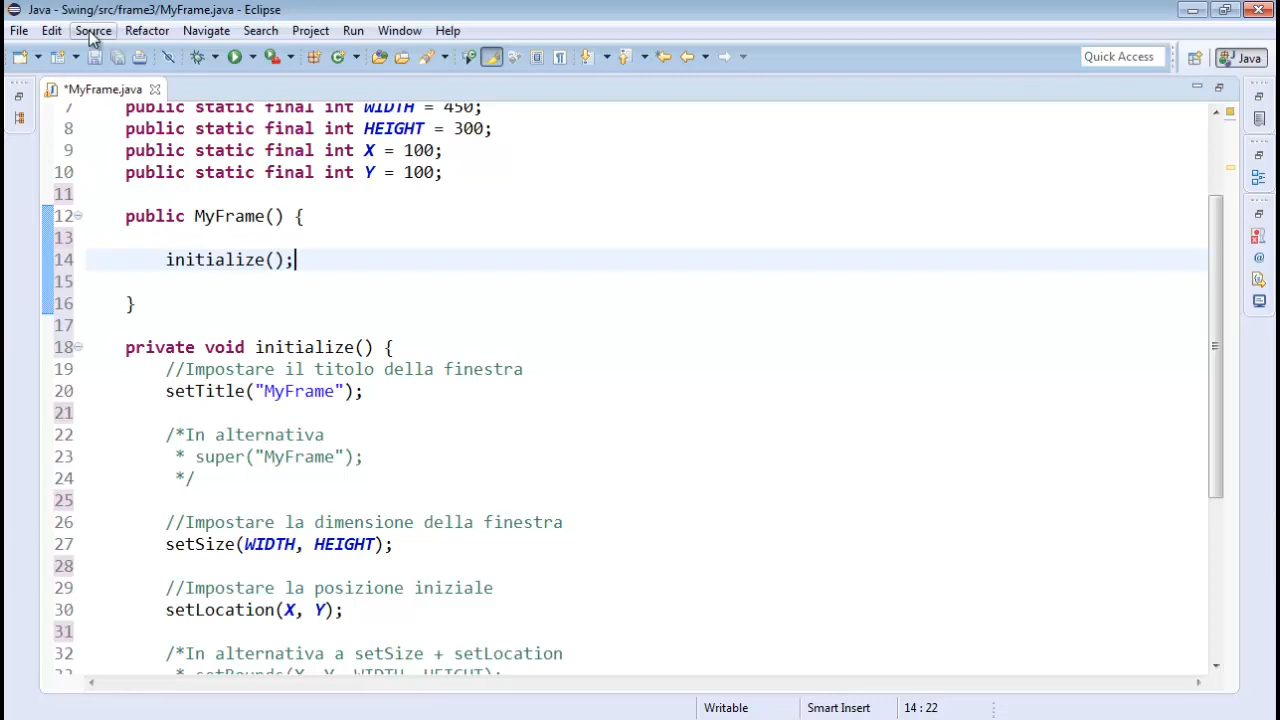 Java - Swing/src/frame3/MyFrame.java - Eclipse
File Edit Source Refactor Navigate Search Project Run Window Help
Quick Access Java
*MyFrame.java
7 public static final int WIDTH = 450;
8 public static final int HEIGHT = 300;
9 public static final int X = 100;
10 public static final int Y = 100;
11
12 public MyFrame() {
13
14 initialize();
15
16 }
17
18 private void initialize() {
19 //Impostare il titolo della finestra
20 setTitle("MyFrame");
21
22 /*In alternativa
23 * super("MyFrame");
24 */
25
26 //Impostare la dimensione della finestra
27 setSize(WIDTH, HEIGHT);
28
29 //Impostare la posizione iniziale
30 setLocation(X, Y);
31
32 /*In alternativa a setSize + setLocation
33 * setBounds(X, Y, WIDTH, HEIGHT);
Writable Smart Insert 14 : 22